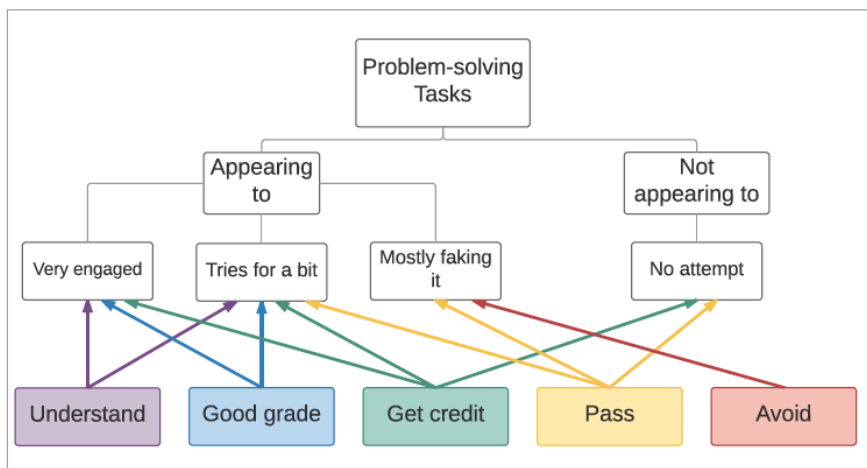 Problem-solving
Tasks
Appearing
to
Not
appearing to
Very engaged
Tries for a bit
Mostly faking
it
No attempt
Understand
Good grade
Get credit
Pass
Avoid